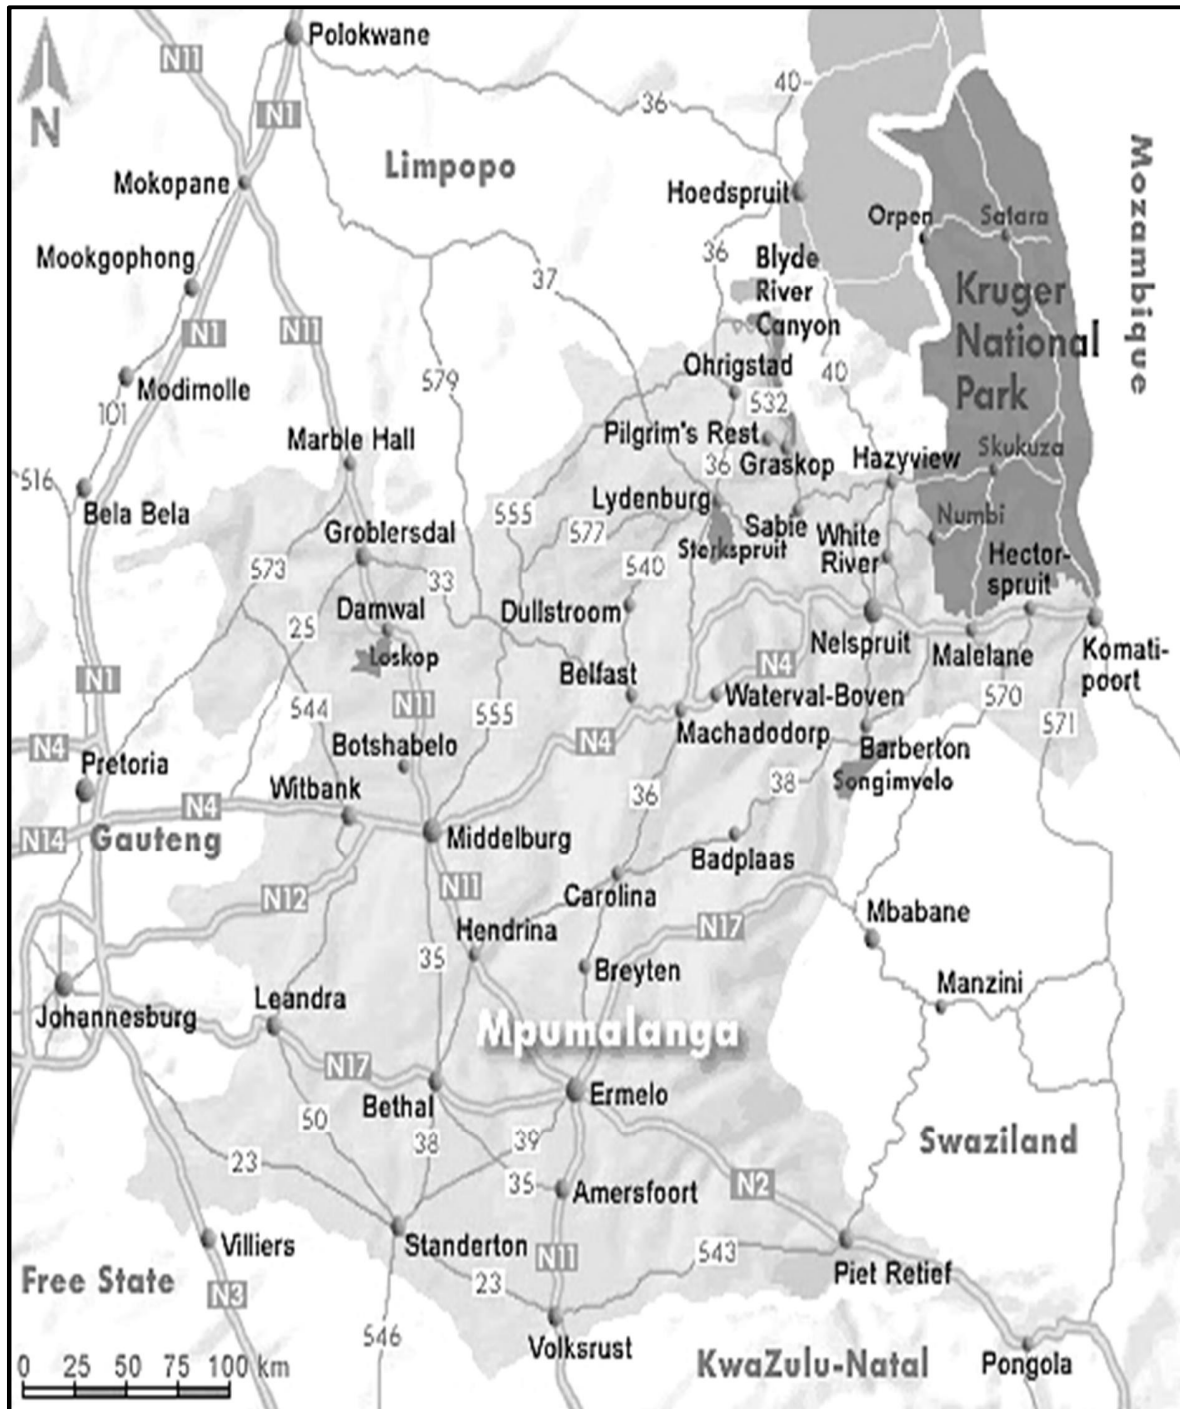 Polokwane
N11
N1
36
40
N
Limpopo
Mozambique
Mokopane
Hoedspruit
Orpen
Satara
Mookgophong
36
Blyde
River
Canyon
37
Kruger
National
Park
N1
N11
Ohrigstad
Modimolle
579
40
101
532
Marble Hall
Pilgrim's Rest
Graskop
Hazyview
Skukuza
36
516
Bela Bela
Lydenburg
555
577
Sabie
White
River
Numbi
Groblersdal
Sterkspruit
Hector-
spruit
573
33
540
Damwal
Dullstroom
25
Nelspruit
Malelane
Komati-
poort
Loskop
Belfast
N4
N1
544
N11
555
Waterval-Boven
570
571
N4
Botshabelo
N4
Machadodorp
Barberton
Pretoria
Witbank
38
Songimvelo
N4
36
N14
Gauteng
Middelburg
Badplaas
N11
Carolina
N12
Mbabane
Hendrina
N17
35
Breyten
Manzini
Leandra
Johannesburg
Mpumalanga
N17
Bethal
Ermelo
50
38
39
Swaziland
23
35
Amersfoort
N2
Villiers
Standerton
N11
543
Free State
23
Piet Retief
N3
546
Volksrust
KwaZulu-Natal
Pongola
0 25 50 75 100 km